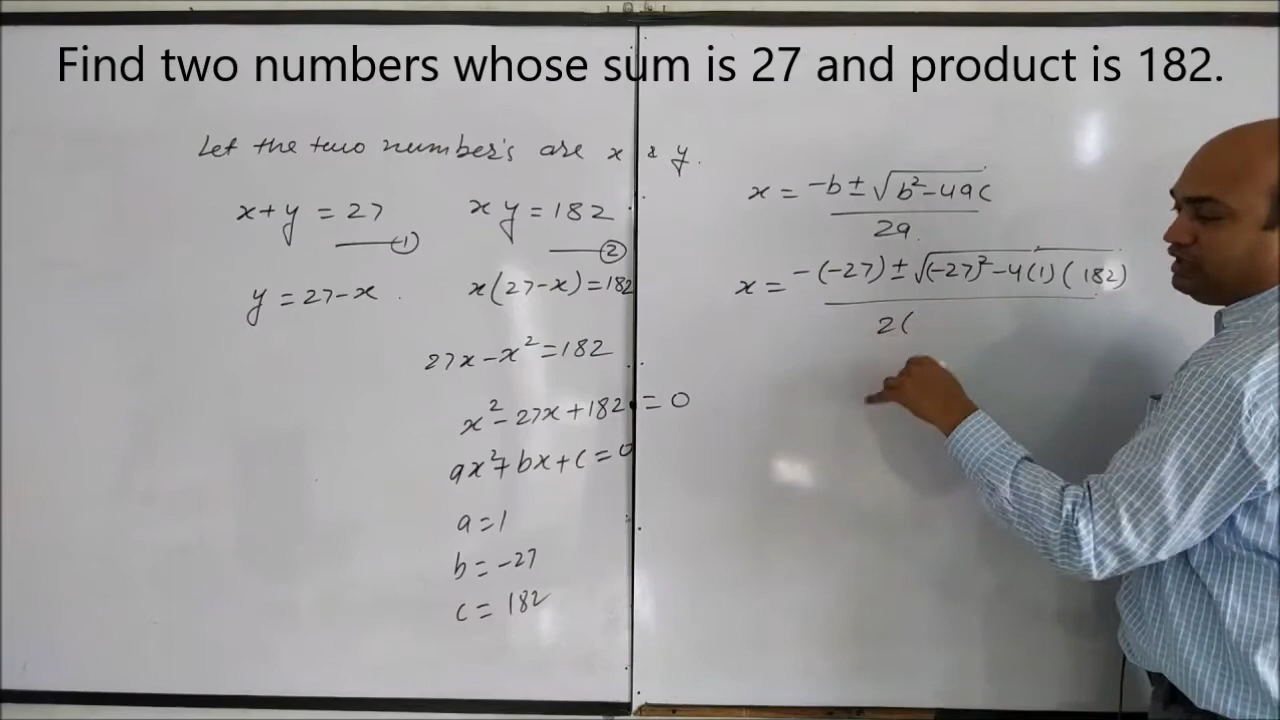 Find two numbers whose sum is 27 and product is 182.
Let the two number's are x & y.
x+y = 27 —(1)
xy = 182 —(2)
y = 27-x.
x(27-x)=182
27x-x²=182
x²-27x+182=0
ax²+bx+c=0
a=1
b=-27
c=182
x = -b±√b²-4ac
2a.
x = -(-27)±√(-27)²-4(1)(182)
2(